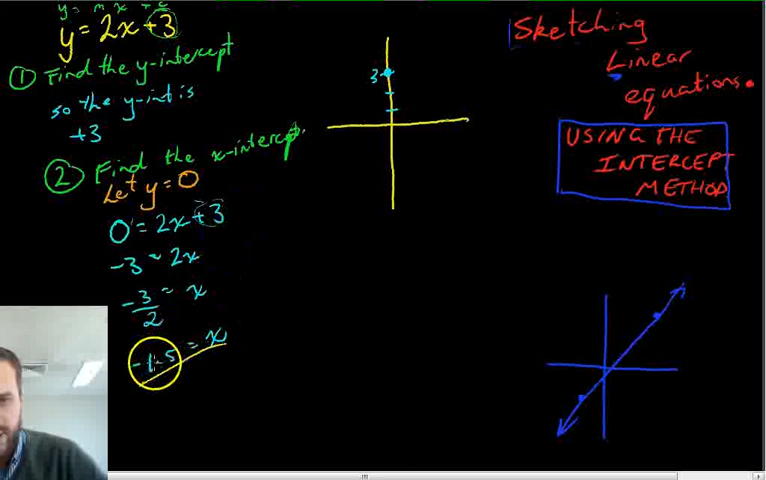 y = m x + c
y = 2x +3
① Find the y-intercept
so the y-int is
+3
② Find the x-intercept.
Let y = 0
0 = 2x +3
-3 = 2x
-3/2 = x
-1.5 = x
3
Sketching
Linear
equations.
USING THE
INTERCEPT
METHOD